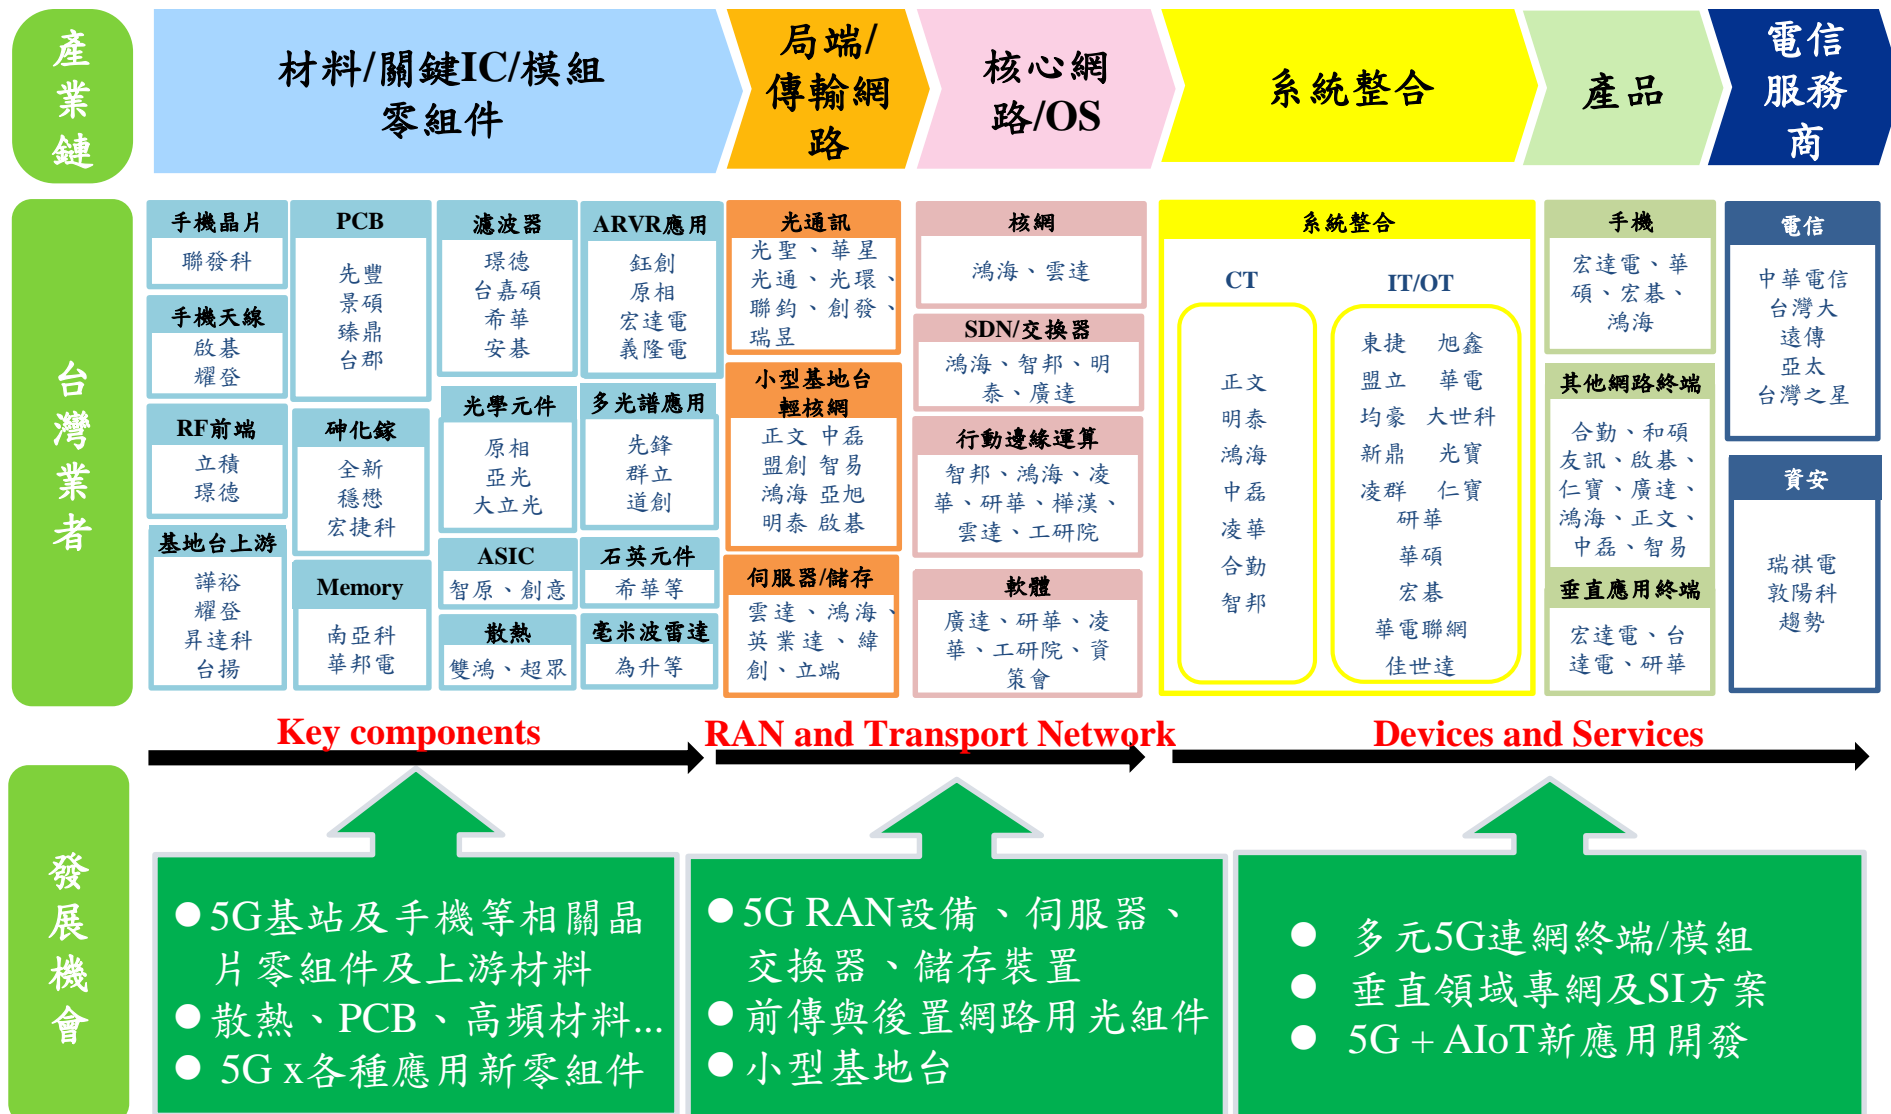 產
業
鏈
材料/關鍵IC/模組
零組件
局端/
傳輸網
路
核心網
路/OS
系統整合
產品
電信
服務
商
台
灣
業
者
手機晶片
聯發科
手機天線
啟碁
耀登
RF前端
立積
璟德
基地台上游
譁裕
耀登
昇達科
台揚
PCB
先豐
景碩
臻鼎
台郡
砷化鎵
全新
穩懋
宏捷科
Memory
南亞科
華邦電
濾波器
璟德
台嘉碩
希華
安碁
光學元件
原相
亞光
大立光
ASIC
智原、創意
散熱
雙鴻、超眾
ARVR應用
鈺創
原相
宏達電
義隆電
多光譜應用
先鋒
群立
道創
石英元件
希華等
毫米波雷達
為升等
光通訊
光聖、華星
光通、光環、
聯鈞、創發、
瑞昱
小型基地台
輕核網
正文 中磊
盟創 智易
鴻海 亞旭
明泰 啟碁
伺服器/儲存
雲達、鴻海、
英業達、緯
創、立端
核網
鴻海、雲達
SDN/交換器
鴻海、智邦、明
泰、廣達
行動邊緣運算
智邦、鴻海、凌
華、研華、樺漢、
雲達、工研院
軟體
廣達、研華、凌
華、工研院、資
策會
系統整合
CT
正文
明泰
鴻海
中磊
凌華
合勤
智邦
IT/OT
東捷 旭鑫
盟立 華電
均豪 大世科
新鼎 光寶
凌群 仁寶
研華
華碩
宏碁
華電聯網
佳世達
手機
宏達電、華
碩、宏碁、
鴻海
其他網路終端
合勤、和碩
友訊、啟碁、
仁寶、廣達、
鴻海、正文、
中磊、智易
垂直應用終端
宏達電、台
達電、研華
電信
中華電信
台灣大
遠傳
亞太
台灣之星
資安
瑞祺電
敦陽科
趨勢
Key components
RAN and Transport Network
Devices and Services
發
展
機
會
●5G基站及手機等相關晶
片零組件及上游材料
●散熱、PCB、高頻材料...
●5G x各種應用新零組件
●5G RAN設備、伺服器、
交換器、儲存裝置
●前傳與後置網路用光組件
●小型基地台
● 多元5G連網終端/模組
● 垂直領域專網及SI方案
● 5G + AIoT新應用開發